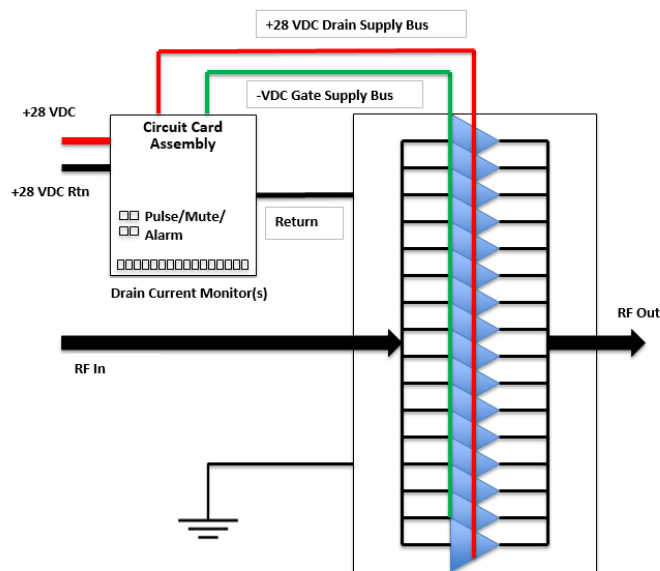 +28 VDC Drain Supply Bus
-VDC Gate Supply Bus
+28 VDC
Circuit Card
Assembly
+28 VDC Rtn
Pulse/Mute/
Alarm
Return
Drain Current Monitor(s)
RF Out
RF In